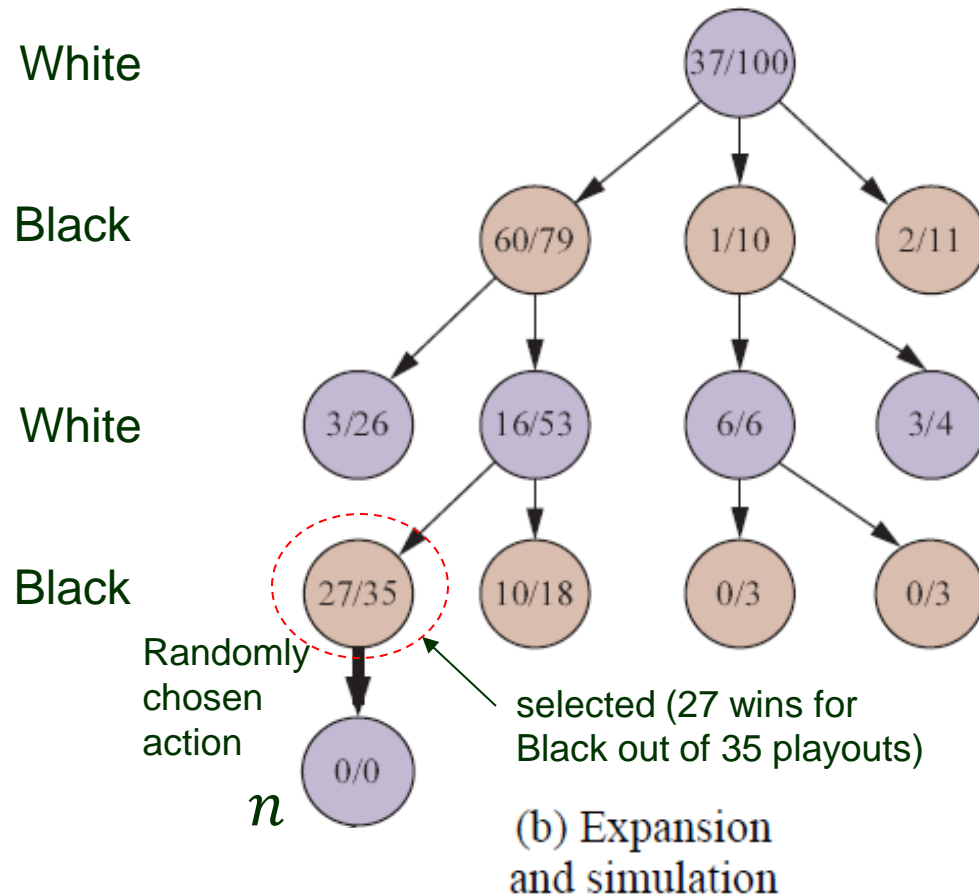 White
37/100
Black
60/79
1/10
2/11
White
3/26
16/53
6/6
3/4
Black
27/35
10/18
0/3
0/3
Randomly
chosen
action
selected (27 wins for
Black out of 35 playouts)
0/0
n
(b) Expansion
and simulation